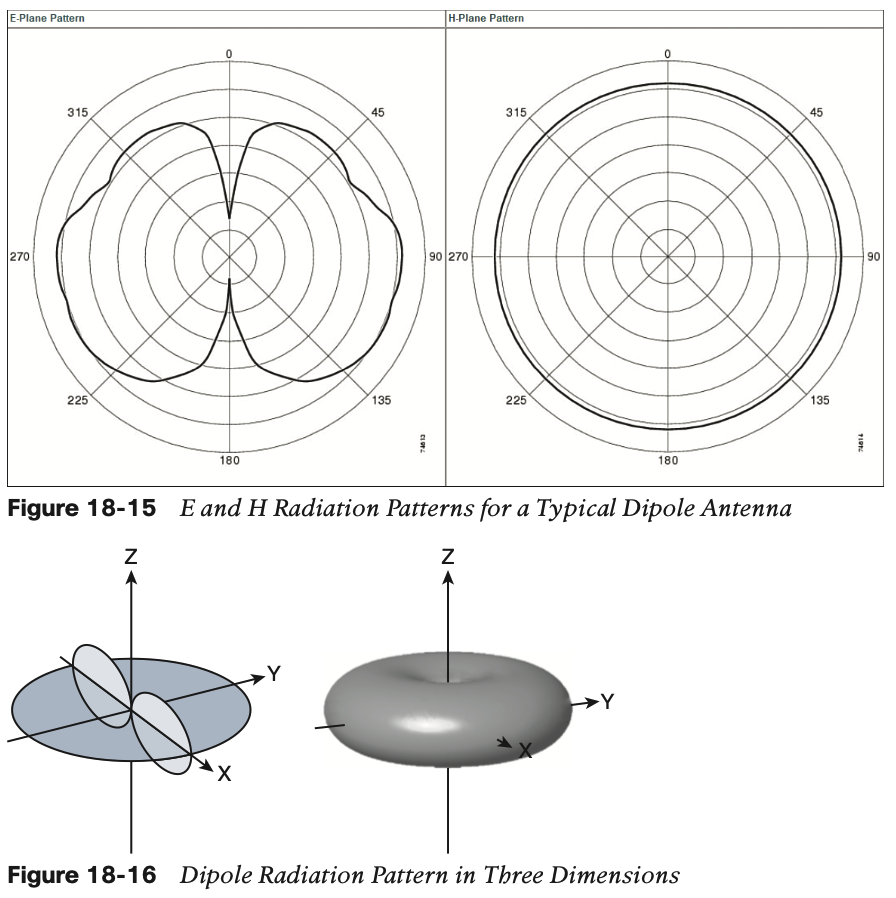 E-Plane Pattern
H-Plane Pattern
0
315
45
270
90
225
135
180
74613
0
315
45
270
90
225
135
180
74614
Figure 18-15 E and H Radiation Patterns for a Typical Dipole Antenna
Z
Y
X
Z
Y
X
Figure 18-16 Dipole Radiation Pattern in Three Dimensions